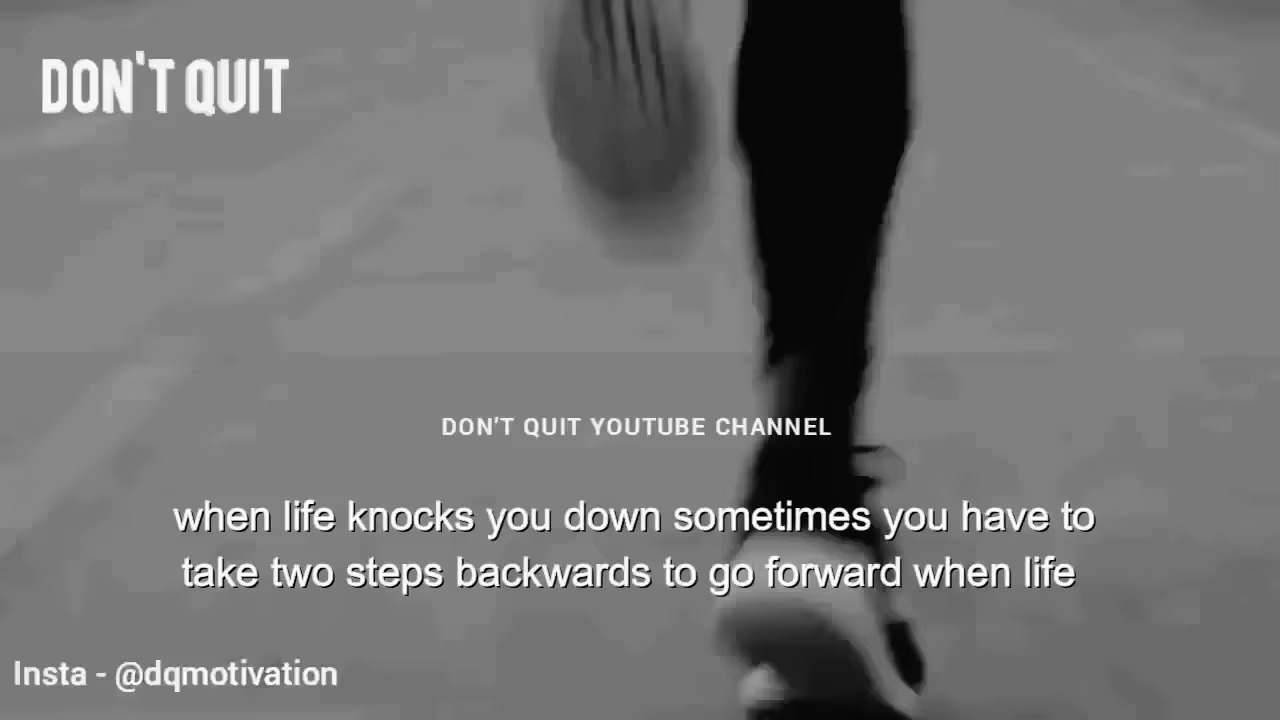 DON'T QUIT
DON'T QUIT YOUTUBE CHANNEL
when life knocks you down sometimes you have to
take two steps backwards to go forward when life
Insta - @dqmotivation